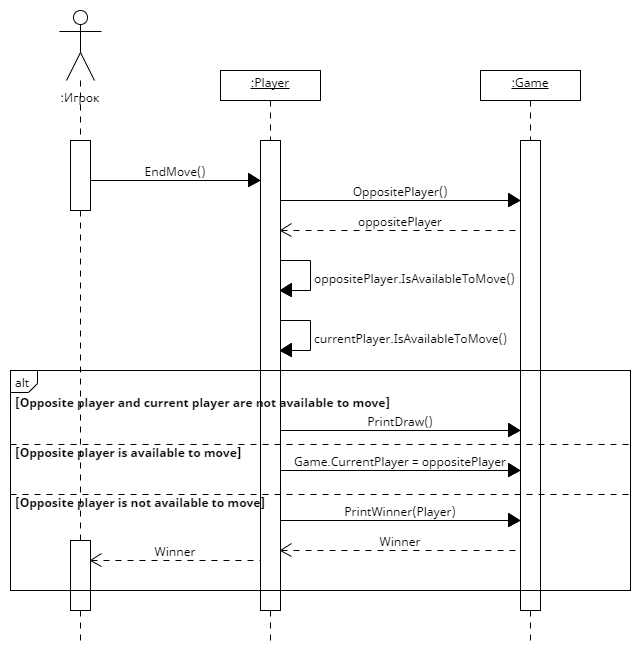 :Игрок
:Player
:Game
EndMove()
OppositePlayer()
oppositePlayer
oppositePlayer.IsAvailableToMove()
currentPlayer.IsAvailableToMove()
alt
[Opposite player and current player are not available to move]
PrintDraw()
[Opposite player is available to move]
Game.CurrentPlayer = oppositePlayer
[Opposite player is not available to move]
PrintWinner(Player)
Winner
Winner